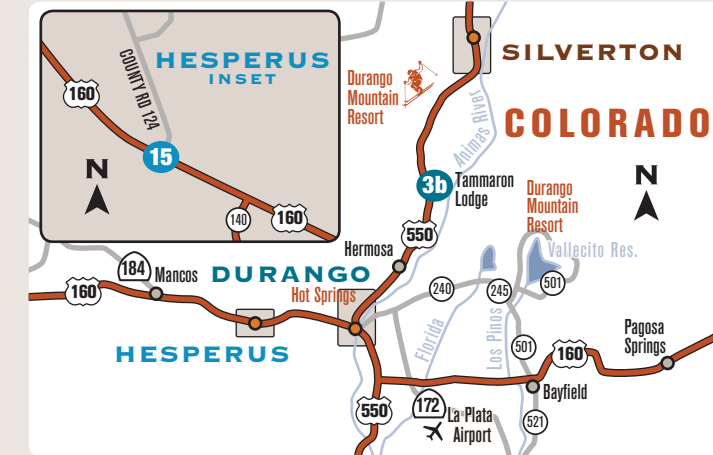 HESPERUS
INSET
COUNTY RD 124
160
15
N
140
160
SILVERTON
Durango
Mountain
Resort
Animas River
COLORADO
N
3b
Tammaron
Lodge
Durango
Mountain
Resort
550
Hermosa
Vallecito Res.
184
Mancos
DURANGO
Hot Springs
160
240
245
501
HESPERUS
Florida
Los Pinos
501
160
Pagosa
Springs
550
172
La Plata
Airport
Bayfield
521